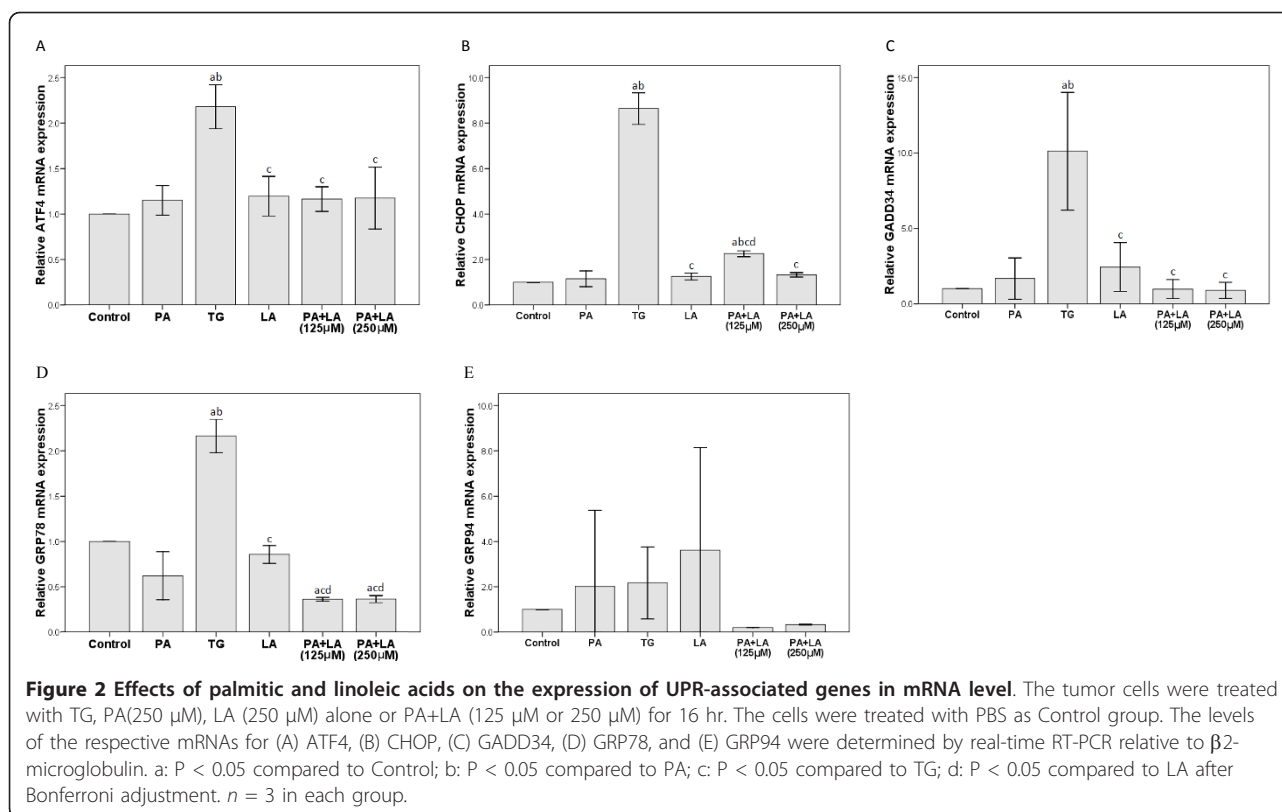 A
Relative ATF4 mRNA expression
2.5
2.0
1.5
1.0
0.5
0.0
ab
c
c
c
Control PA TG LA PA+LA PA+LA
(125µM) (250µM)
B
Relative CHOP mRNA expression
10.0
8.0
6.0
4.0
2.0
0.0
ab
c
abcd
c
Control PA TG LA PA+LA PA+LA
(125µM) (250µM)
C
Relative GADD34 mRNA expression
15.0
10.0
5.0
0.0
ab
c
c
c
Control PA TG LA PA+LA PA+LA
(125µM) (250µM)
D
Relative GRP78 mRNA expression
2.5
2.0
1.5
1.0
0.5
0.0
ab
c
acd
acd
Control PA TG LA PA+LA PA+LA
(125µM) (250µM)
E
Relative GRP94 mRNA expression
10.0
8.0
6.0
4.0
2.0
0.0
Control PA TG LA PA+LA PA+LA
(125µM) (250µM)
Figure 2 Effects of palmitic and linoleic acids on the expression of UPR-associated genes in mRNA level. The tumor cells were treated
with TG, PA(250 μM), LA (250 μM) alone or PA+LA (125 μM or 250 μM) for 16 hr. The cells were treated with PBS as Control group. The levels
of the respective mRNAs for (A) ATF4, (B) CHOP, (C) GADD34, (D) GRP78, and (E) GRP94 were determined by real-time RT-PCR relative to β2-
microglobulin. a: P < 0.05 compared to Control; b: P < 0.05 compared to PA; c: P < 0.05 compared to TG; d: P < 0.05 compared to LA after
Bonferroni adjustment. n = 3 in each group.